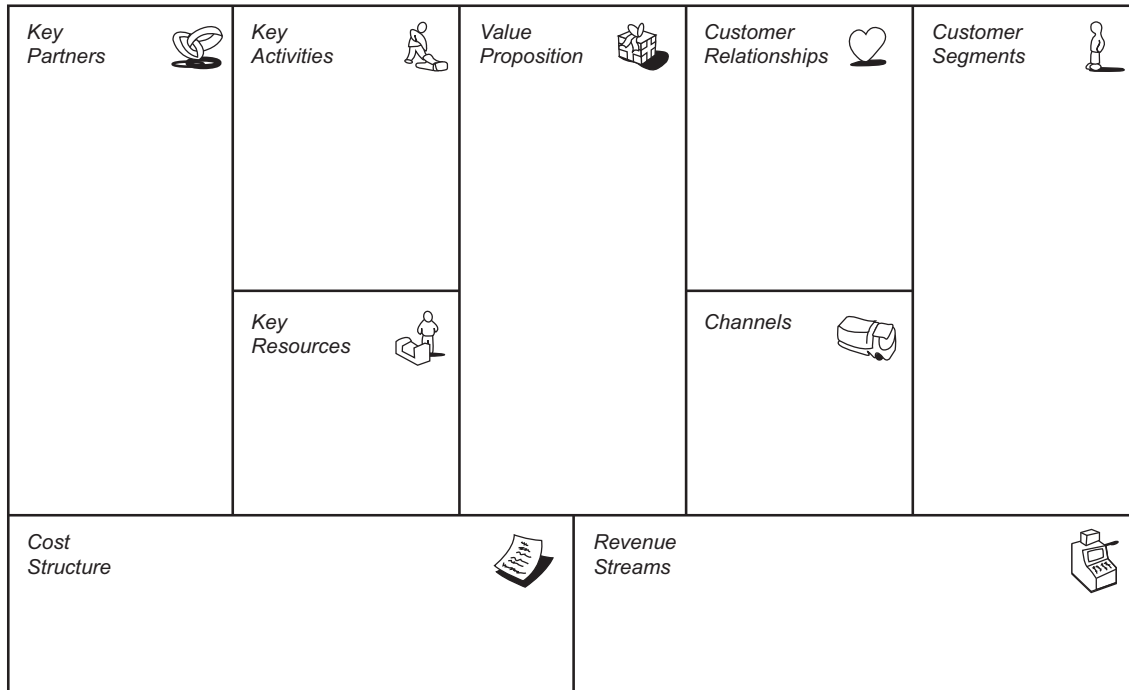 Key
Partners
Key
Activities
Value
Proposition
Customer
Relationships
Customer
Segments
Key
Resources
Channels
Cost
Structure
Revenue
Streams